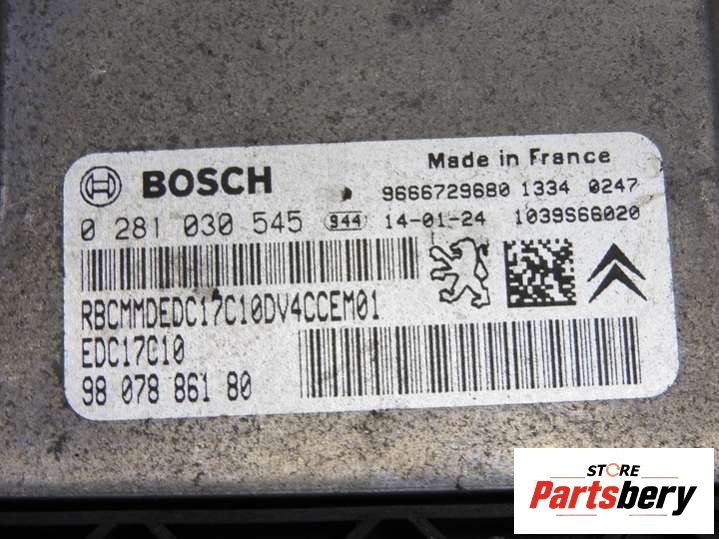 BOSCH
Made in France
9666729680 1334 0247
0 281 030 545 944 14-01-24 1039S66020
RBCMMDEDC17C10DV4CCEM01
EDC17C10
98 078 861 80
STORE
Partsbery